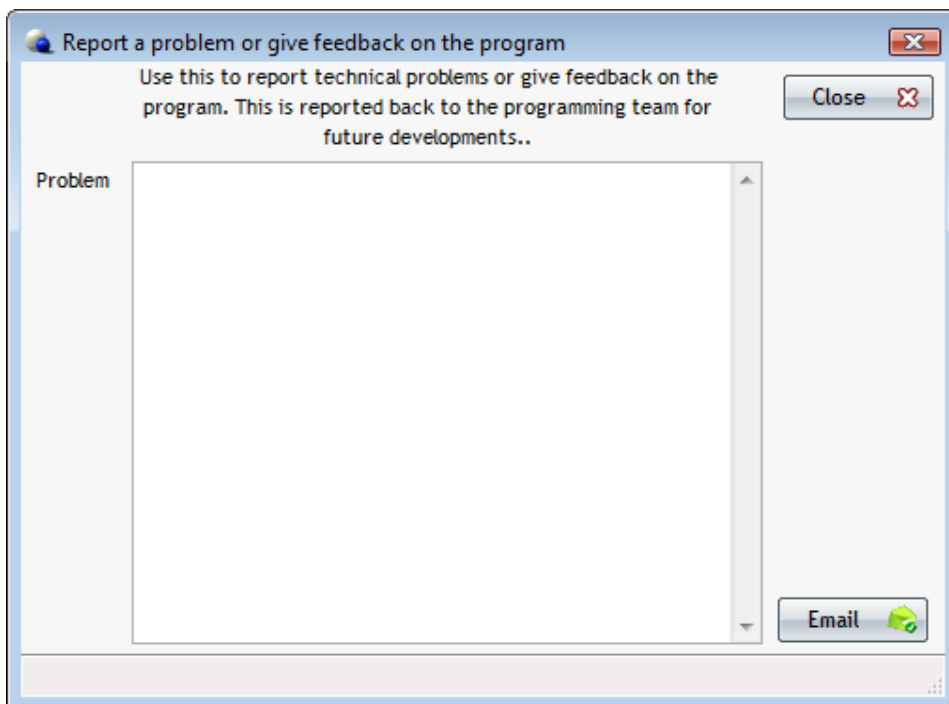 Report a problem or give feedback on the program
Use this to report technical problems or give feedback on the
program. This is reported back to the programming team for
future developments..
Close
Problem
Email